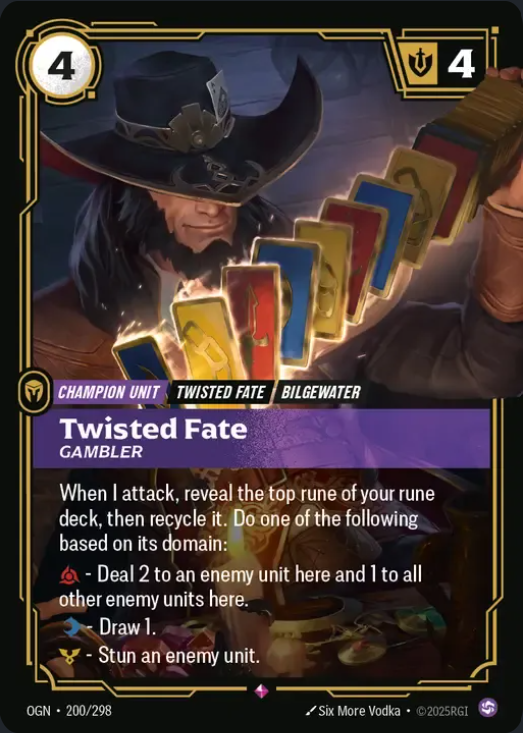 4
4
CHAMPION UNIT TWISTED FATE BILGEWATER
Twisted Fate
GAMBLER
When I attack, reveal the top rune of your rune
deck, then recycle it. Do one of the following
based on its domain:
- Deal 2 to an enemy unit here and 1 to all
other enemy units here.
- Draw 1.
- Stun an enemy unit.
OGN • 200/298
Six More Vodka • ©2025RGI